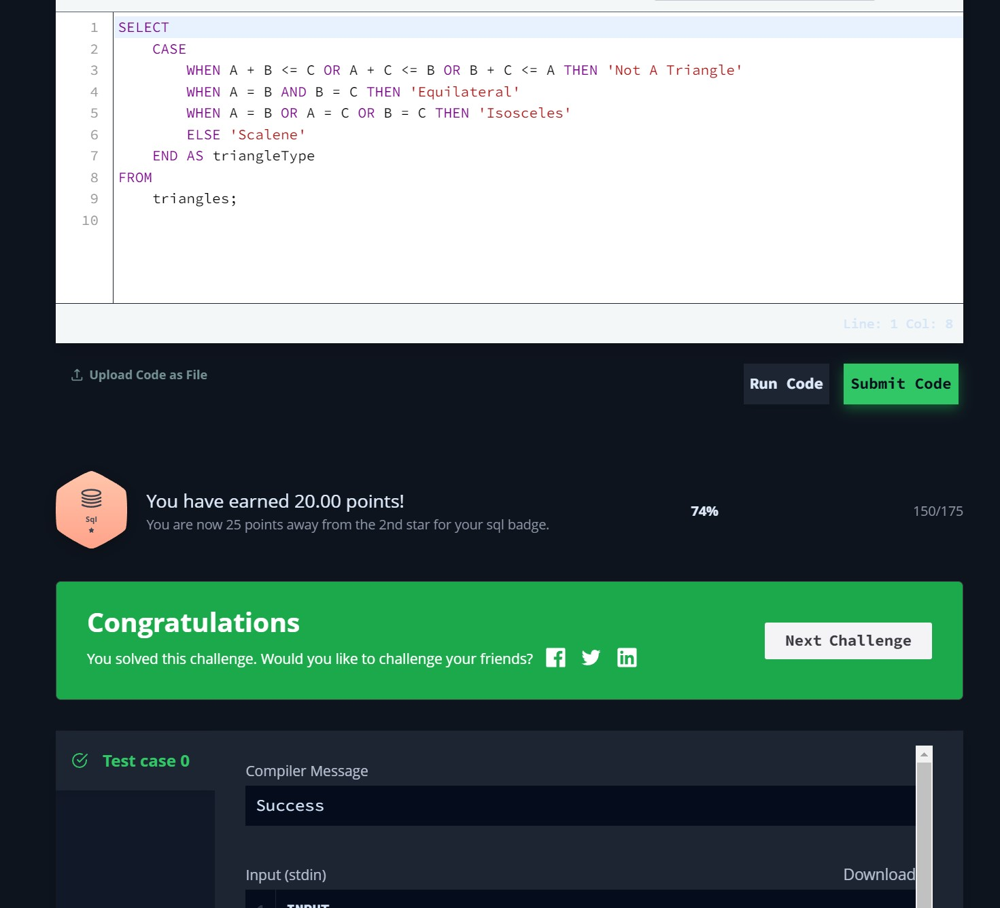 1 SELECT
2 CASE
3 WHEN A + B <= C OR A + C <= B OR B + C <= A THEN 'Not A Triangle'
4 WHEN A = B AND B = C THEN 'Equilateral'
5 WHEN A = B OR A = C OR B = C THEN 'Isosceles'
6 ELSE 'Scalene'
7 END AS triangleType
8 FROM
9 triangles;
10
Line: 1 Col: 8
Upload Code as File
Run Code
Submit Code
Sql
You have earned 20.00 points!
You are now 25 points away from the 2nd star for your sql badge.
74%
150/175
Congratulations
You solved this challenge. Would you like to challenge your friends?
Next Challenge
Test case 0
Compiler Message
Success
Input (stdin)
Download
INPUT